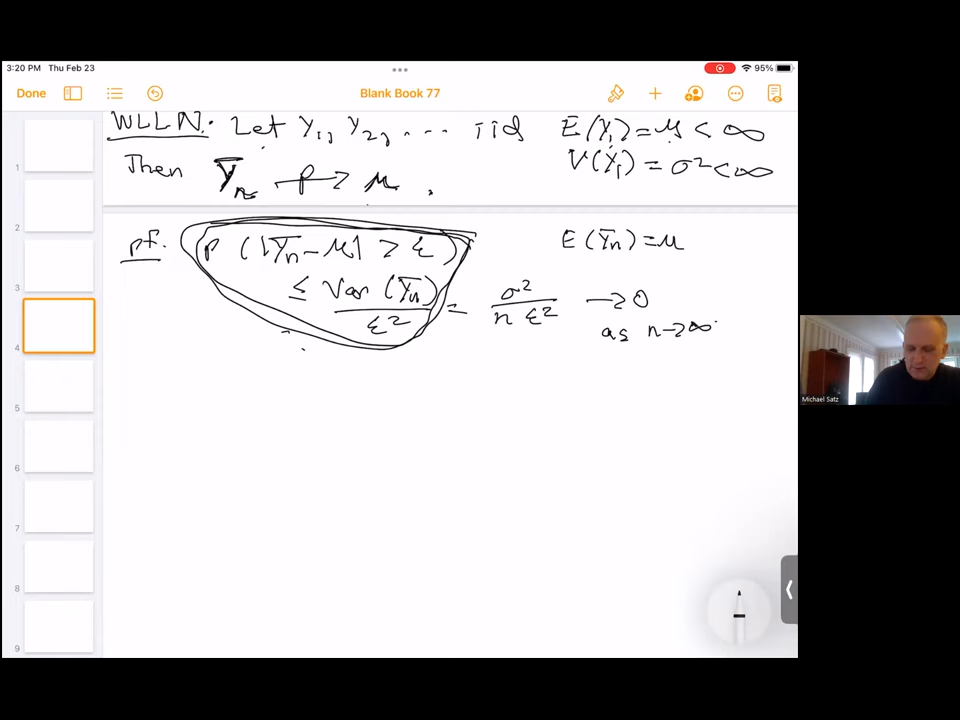 3:20 PM Thu Feb 23
95%
Done
Blank Book 77
WLLN. Let Y₁, Y₂, ... iid E(Y₁) = μ < ∞
V(Y₁) = σ² < ∞
Then Ȳₙ —p→ μ.
pf. P(|Ȳₙ - μ| > ε) E(Ȳₙ) = μ
≤ Var(Ȳₙ)/ε² = σ²/nε² → 0
as n → ∞
1
2
3
4
5
6
7
8
9
Michael Satz